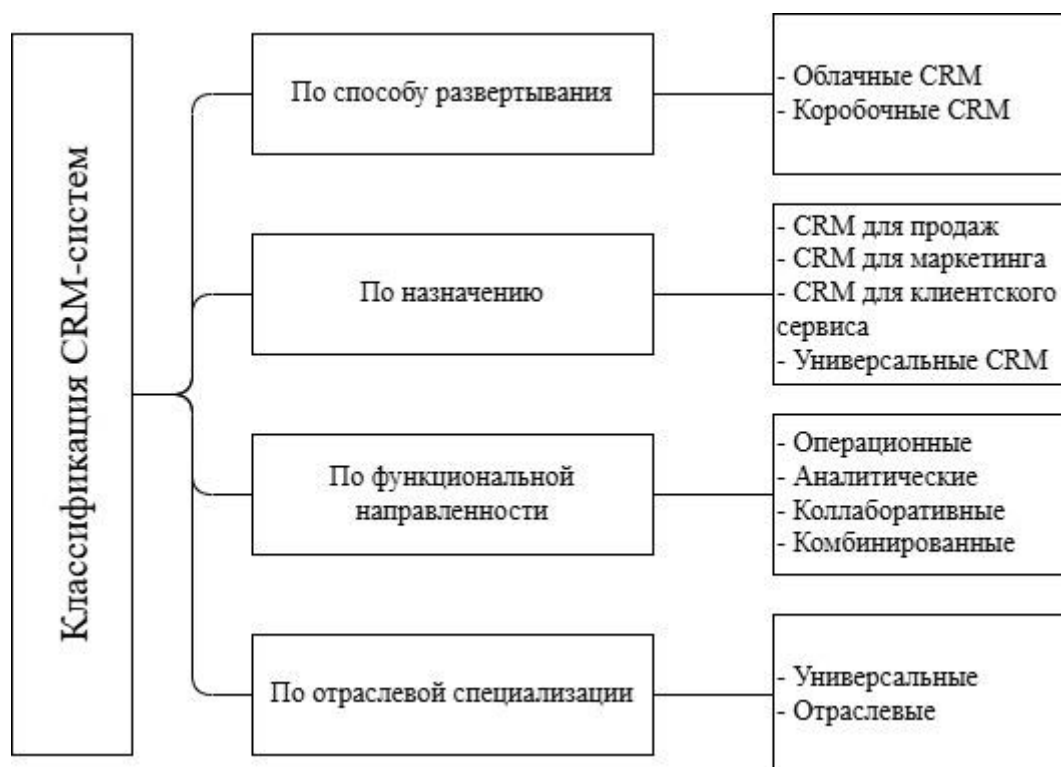 Классификация CRM-систем
По способу развертывания
- Облачные CRM
- Коробочные CRM
По назначению
- CRM для продаж
- CRM для маркетинга
- CRM для клиентского
сервиса
- Универсальные CRM
По функциональной
направленности
- Операционные
- Аналитические
- Коллаборативные
- Комбинированные
По отраслевой специализации
- Универсальные
- Отраслевые